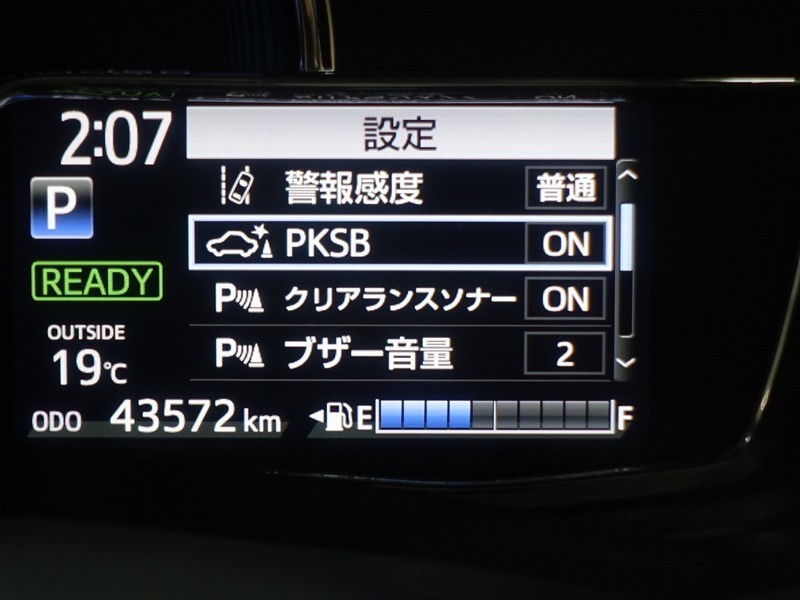 2:07
設定
警報感度 普通
P
PKSB ON
READY
P クリアランスソナー ON
OUTSIDE
19℃
P ブザー音量 2
ODO 43572 km E F